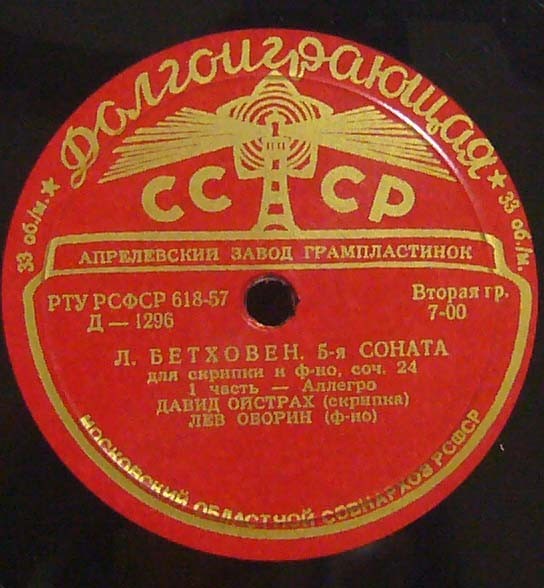 Долгоиграющая
33 об./м.
33 об./м.
СССР
АПРЕЛЕВСКИЙ ЗАВОД ГРАМПЛАСТИНОК
РТУ РСФСР 618-57
Д — 1296
Вторая гр.
7-00
Л. БЕТХОВЕН. 5-я СОНАТА
для скрипки и ф-но, соч. 24
1 часть — Аллегро
ДАВИД ОЙСТРАХ (скрипка)
ЛЕВ ОБОРИН (ф-но)
МОСКОВСКИЙ ОБЛАСТНОЙ СОВНАРХОЗ РСФСР